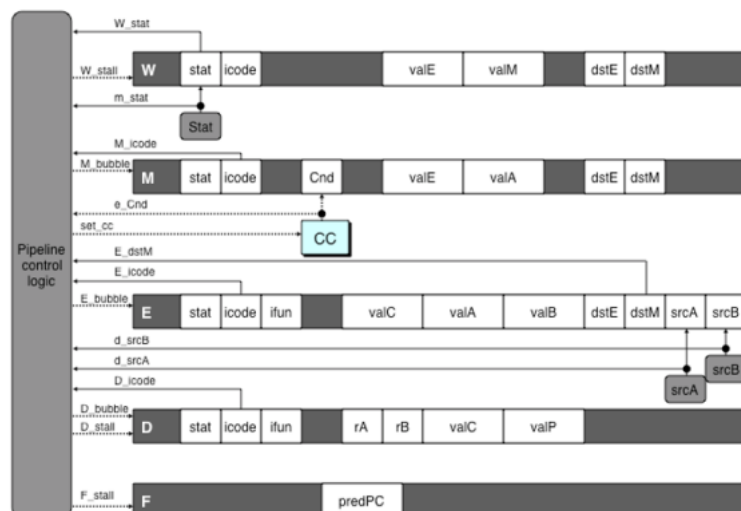 W_stat
W_stall
W stat icode valE valM dstE dstM
m_stat
Stat
M_icode
M_bubble
M stat icode Cnd valE valA dstE dstM
e_Cnd
set_cc
CC
Pipeline
control
logic
E_dstM
E_icode
E_bubble
E stat icode ifun valC valA valB dstE dstM srcA srcB
d_srcB
d_srcA
srcB
srcA
D_icode
D_bubble
D_stall
D stat icode ifun rA rB valC valP
F_stall
F predPC